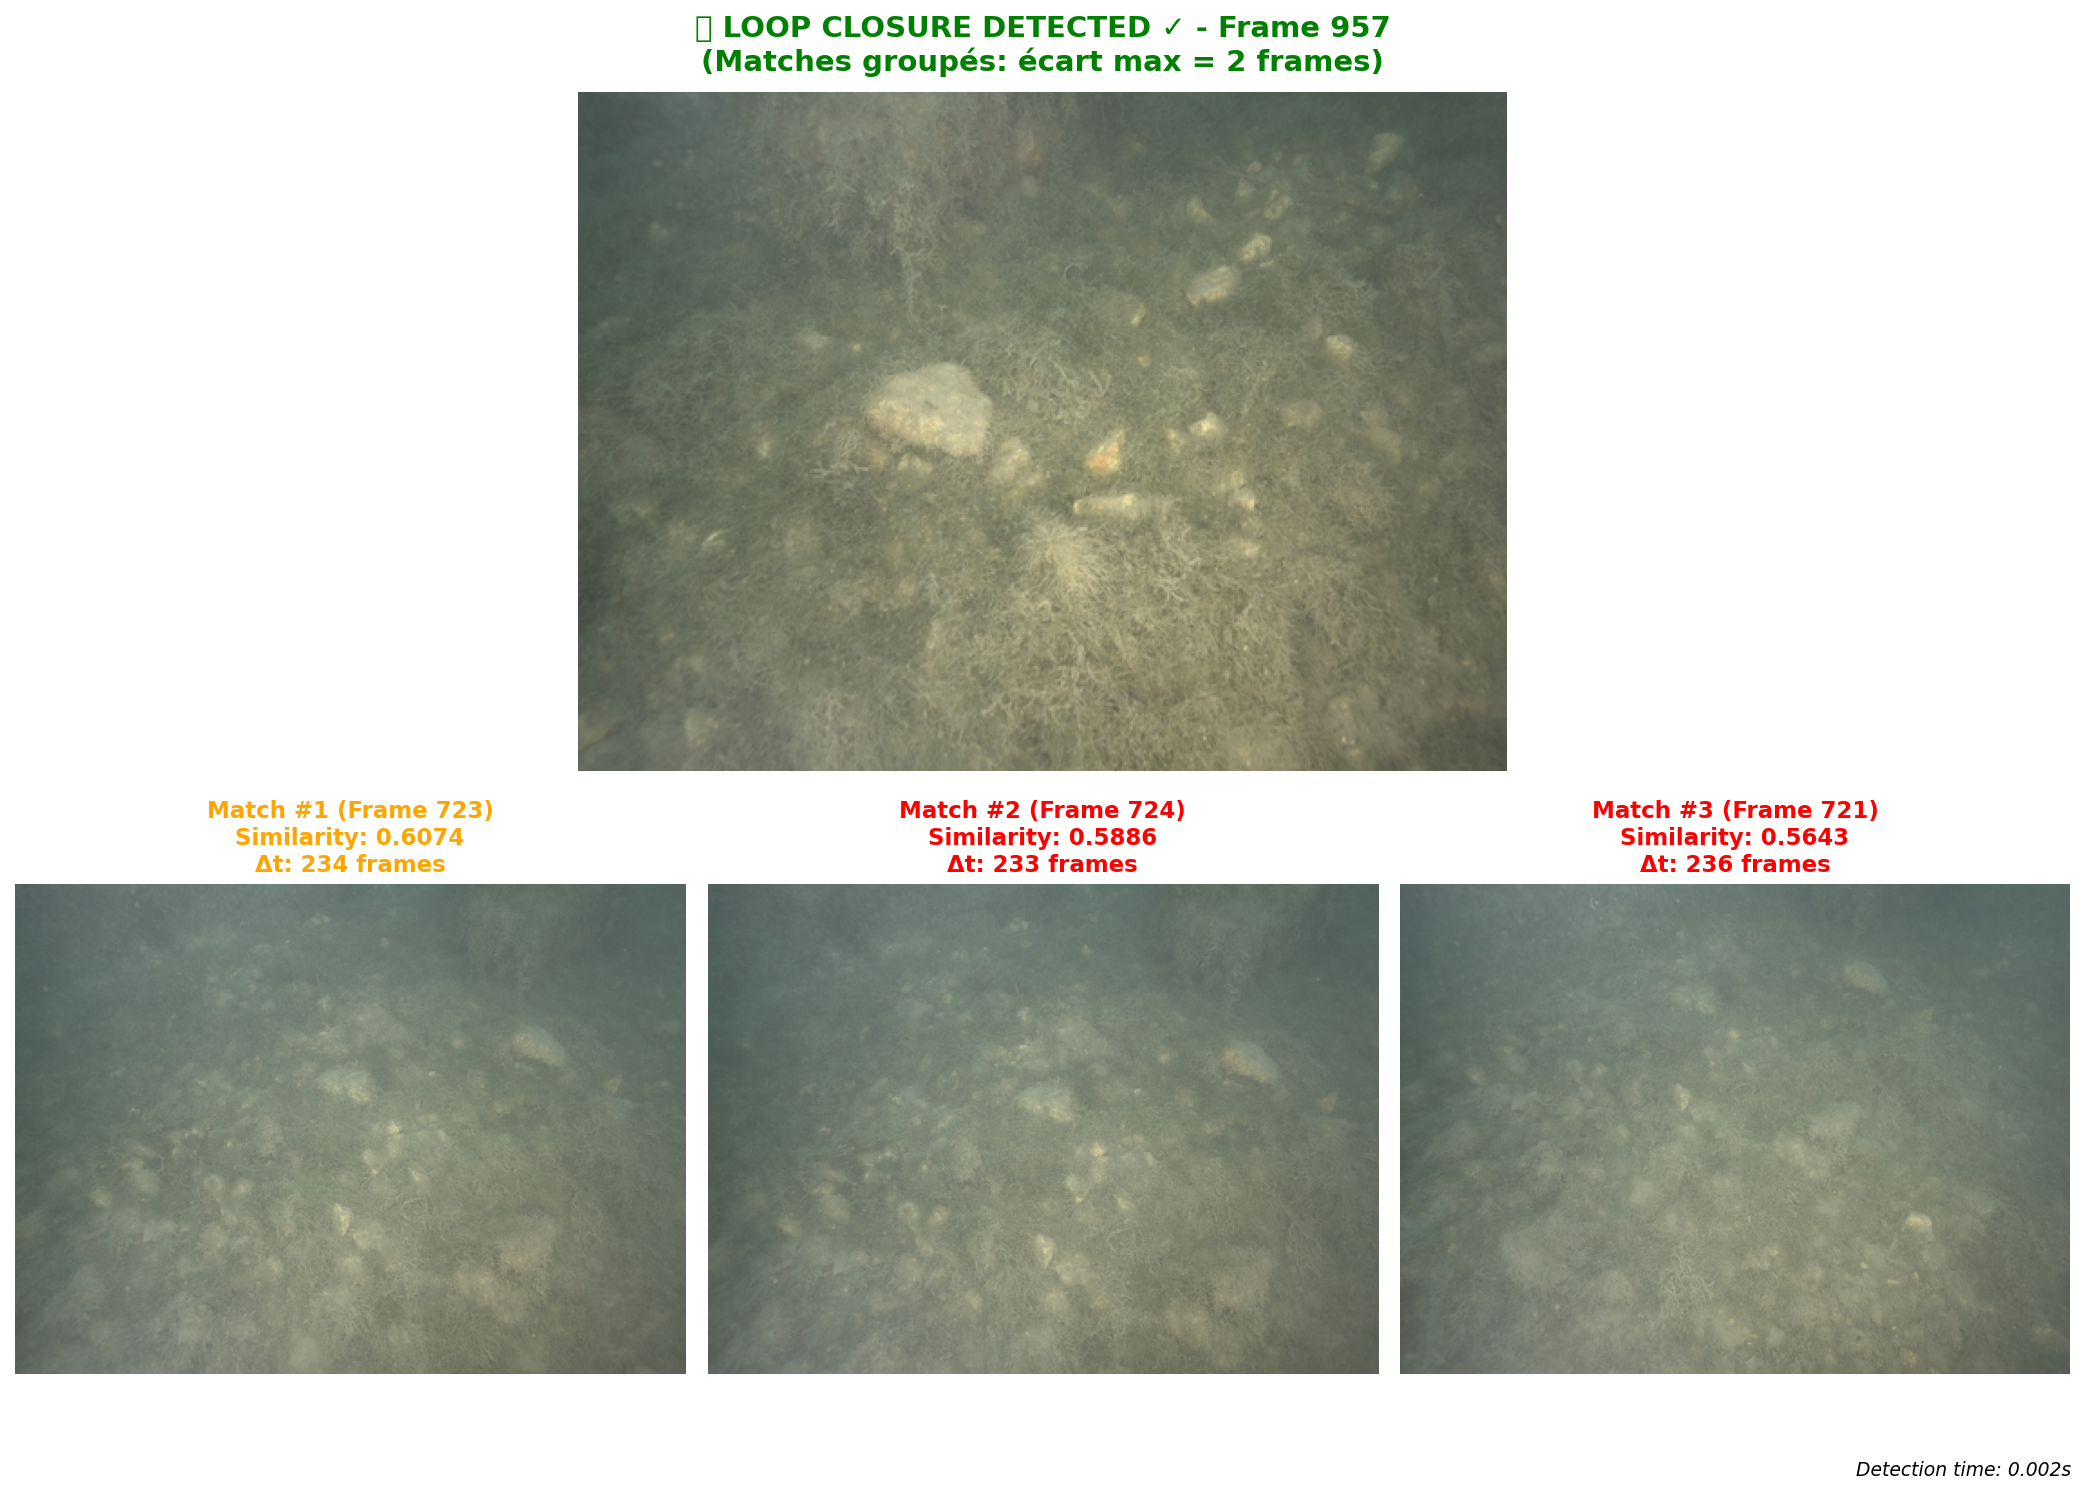 LOOP CLOSURE DETECTED ✓ - Frame 957
(Matches groupés: écart max = 2 frames)
Match #1 (Frame 723)
Similarity: 0.6074
Δt: 234 frames
Match #2 (Frame 724)
Similarity: 0.5886
Δt: 233 frames
Match #3 (Frame 721)
Similarity: 0.5643
Δt: 236 frames
Detection time: 0.002s